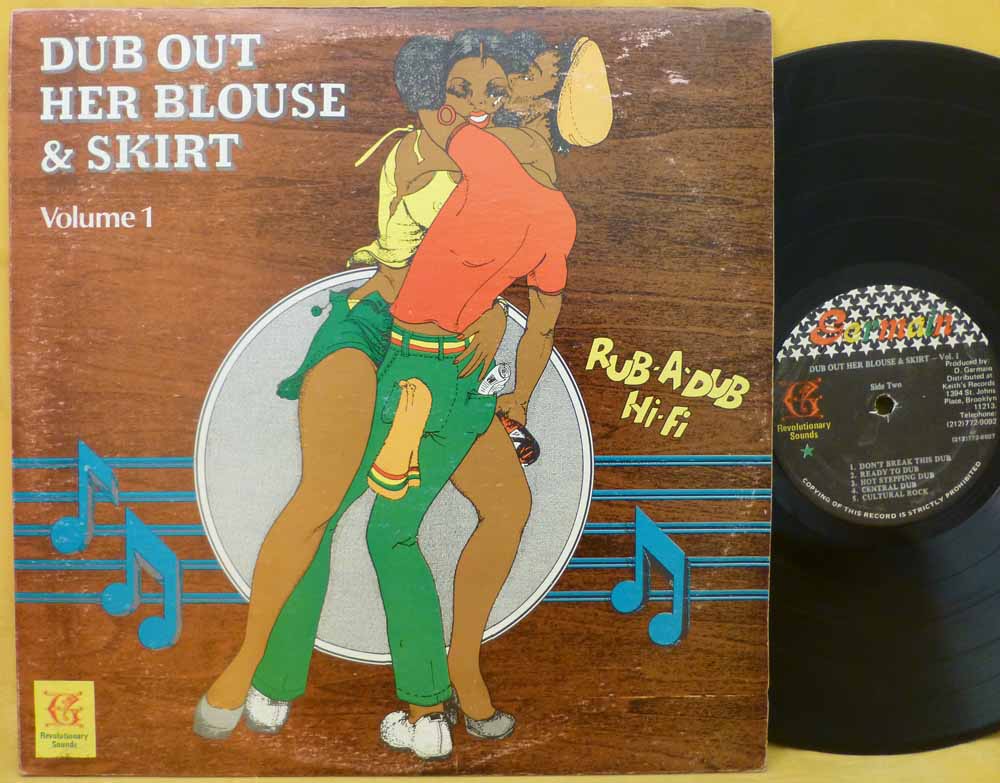 DUB OUT
HER BLOUSE
& SKIRT
Volume 1
RUB·A·DUB
Hi·Fi
Revolutionary
Sounds
Germain
DUB OUT HER BLOUSE & SKIRT – Vol. 1
Side Two
Produced by:
D. Germain
Distributed at
Keith's Records
1394 St. Johns
Place, Brooklyn
11213
Telephone:
(212)772-9092
Revolutionary
Sounds
1. DON'T BREAK THIS DUB
2. READY TO DUB
3. HOT STEPPING DUB
4. CENTRAL DUB
5. CULTURAL ROCK
COPYING OF THIS RECORD IS STRICTLY PROHIBITED